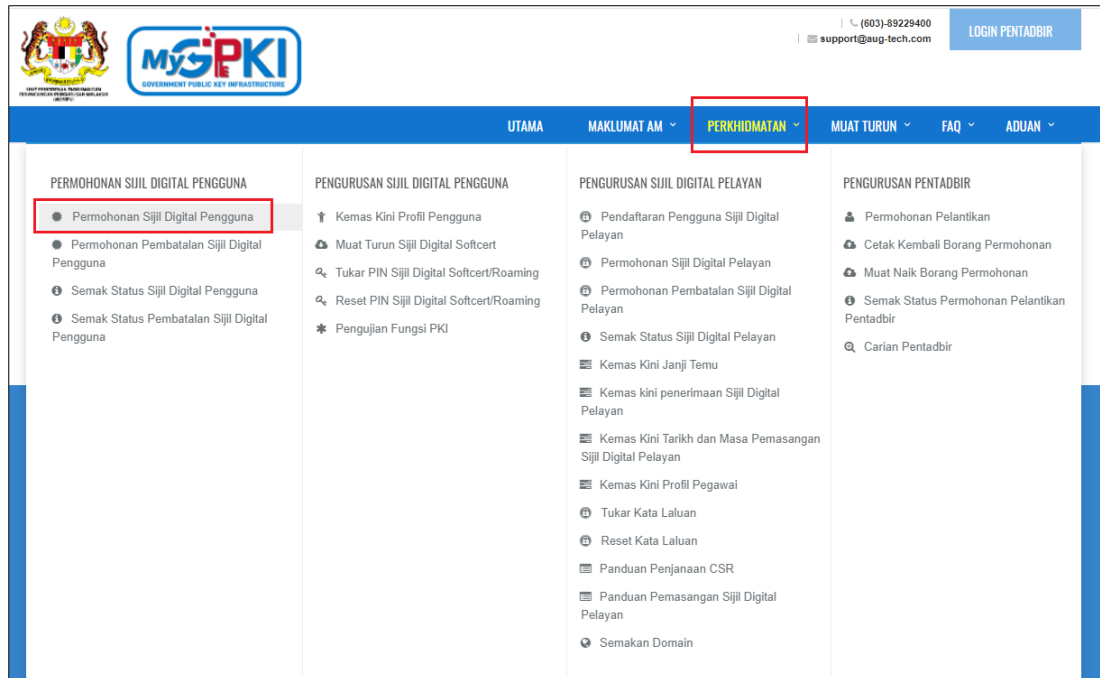 (603)-89229400
support@aug-tech.com
LOGIN PENTADBIR
MyGPKI
GOVERNMENT PUBLIC KEY INFRASTRUCTURE
UTAMA
MAKLUMAT AM
PERKHIDMATAN
MUAT TURUN
FAQ
ADUAN
PERMOHONAN SIJIL DIGITAL PENGGUNA
Permohonan Sijil Digital Pengguna
Permohonan Pembatalan Sijil Digital
Pengguna
Semak Status Sijil Digital Pengguna
Semak Status Pembatalan Sijil Digital
Pengguna
PENGURUSAN SIJIL DIGITAL PENGGUNA
Kemas Kini Profil Pengguna
Muat Turun Sijil Digital Softcert
Tukar PIN Sijil Digital Softcert/Roaming
Reset PIN Sijil Digital Softcert/Roaming
Pengujian Fungsi PKI
PENGURUSAN SIJIL DIGITAL PELAYAN
Pendaftaran Pengguna Sijil Digital
Pelayan
Permohonan Sijil Digital Pelayan
Permohonan Pembatalan Sijil Digital
Pelayan
Semak Status Sijil Digital Pelayan
Kemas Kini Janji Temu
Kemas kini penerimaan Sijil Digital
Pelayan
Kemas Kini Tarikh dan Masa Pemasangan
Sijil Digital Pelayan
Kemas Kini Profil Pegawai
Tukar Kata Laluan
Reset Kata Laluan
Panduan Penjanaan CSR
Panduan Pemasangan Sijil Digital
Pelayan
Semakan Domain
PENGURUSAN PENTADBIR
Permohonan Pelantikan
Cetak Kembali Borang Permohonan
Muat Naik Borang Permohonan
Semak Status Permohonan Pelantikan
Pentadbir
Carian Pentadbir